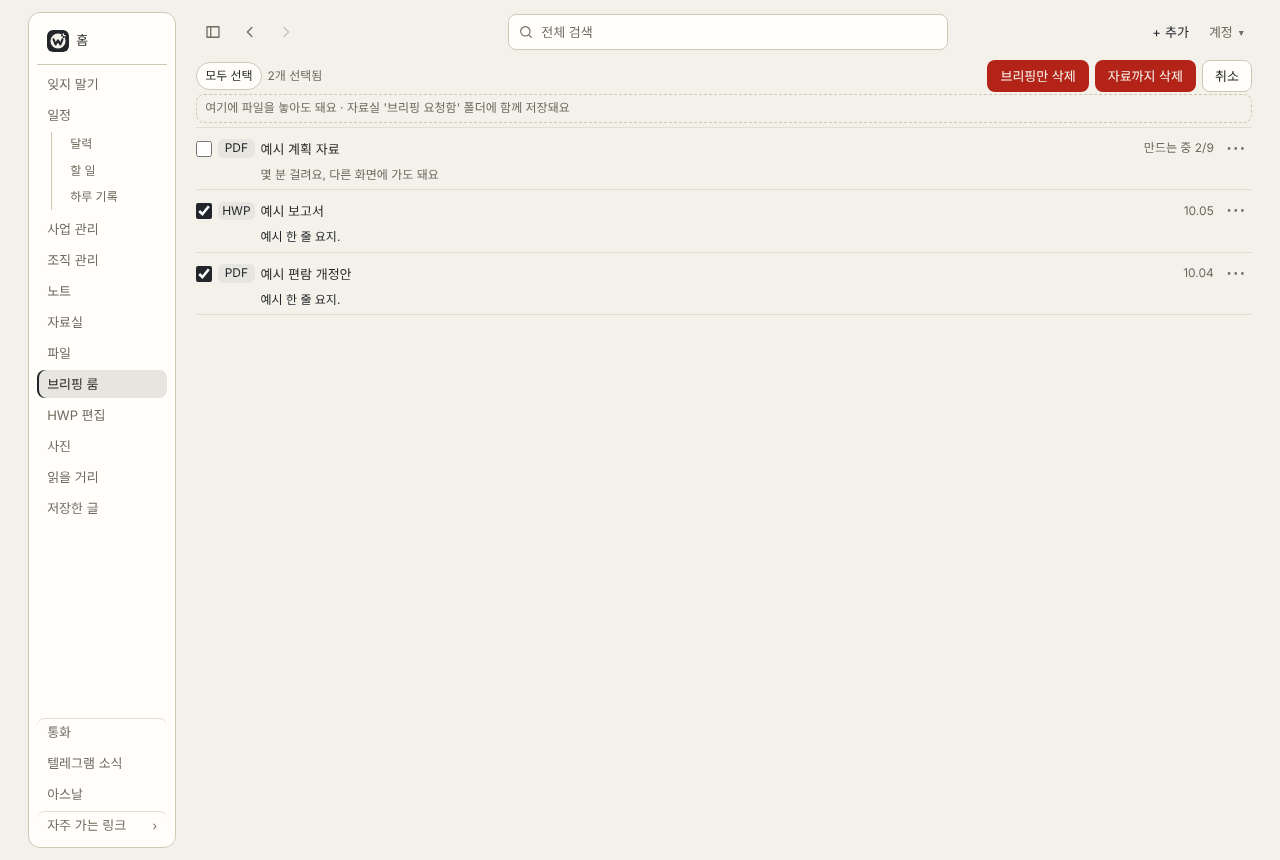 홈
잊지 말기
일정
달력
할 일
하루 기록
사업 관리
조직 관리
노트
자료실
파일
브리핑 룸
HWP 편집
사진
읽을 거리
저장한 글
통화
텔레그램 소식
아스날
자주 가는 링크 ›
전체 검색
+ 추가 계정 ▾
모두 선택 2개 선택됨 브리핑만 삭제 자료까지 삭제 취소
여기에 파일을 놓아도 돼요 · 자료실 '브리핑 요청함' 폴더에 함께 저장돼요
PDF 예시 계획 자료 만드는 중 2/9 ···
몇 분 걸려요, 다른 화면에 가도 돼요
HWP 예시 보고서 10.05 ···
예시 한 줄 요지.
PDF 예시 편람 개정안 10.04 ···
예시 한 줄 요지.